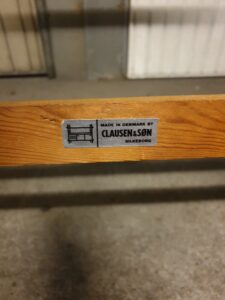 MADE IN DENMARK BY
CLAUSEN&SØN
SILKEBORG